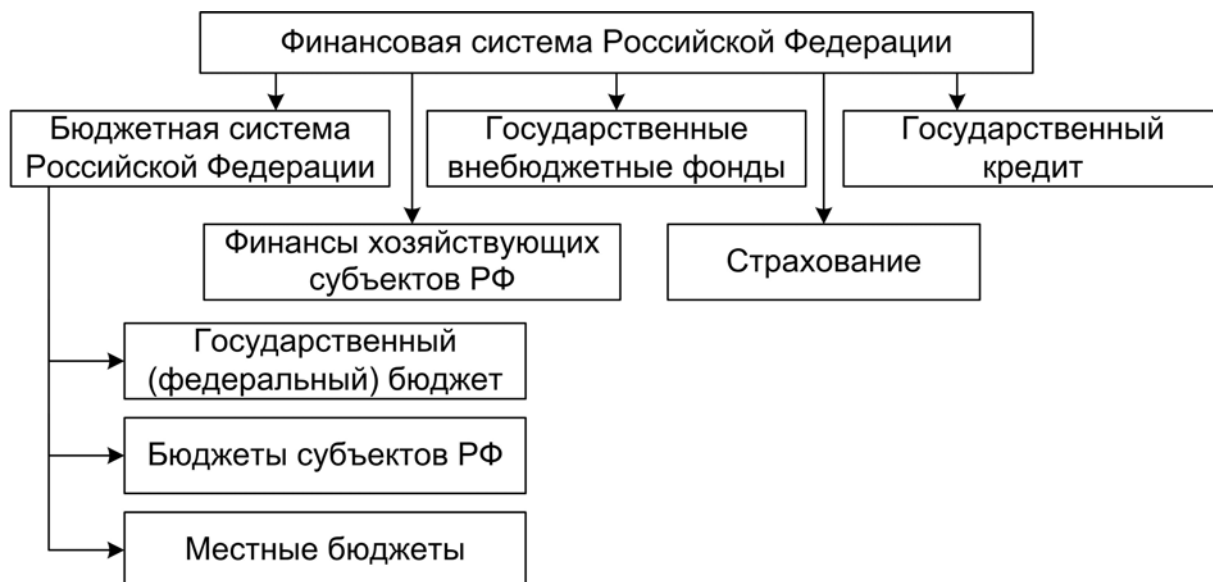 Финансовая система Российской Федерации
Бюджетная система
Российской Федерации
Государственные
внебюджетные фонды
Государственный
кредит
Финансы хозяйствующих
субъектов РФ
Страхование
Государственный
(федеральный) бюджет
Бюджеты субъектов РФ
Местные бюджеты